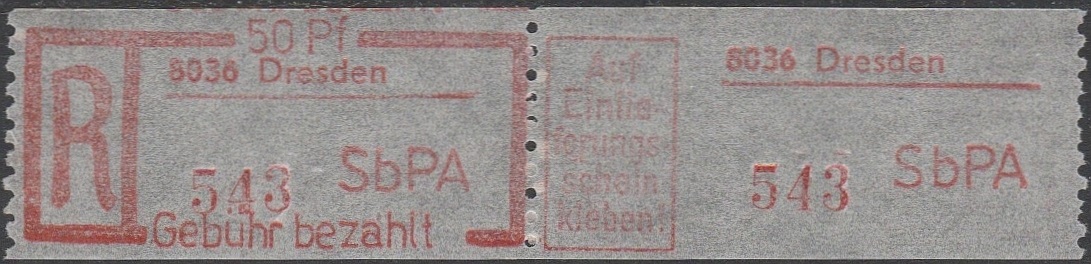 50 Pf
R
8036 Dresden
543 SbPA
Gebühr bezahlt
Auf
Einlie-
ferungs-
schein
kleben!
8036 Dresden
543 SbPA